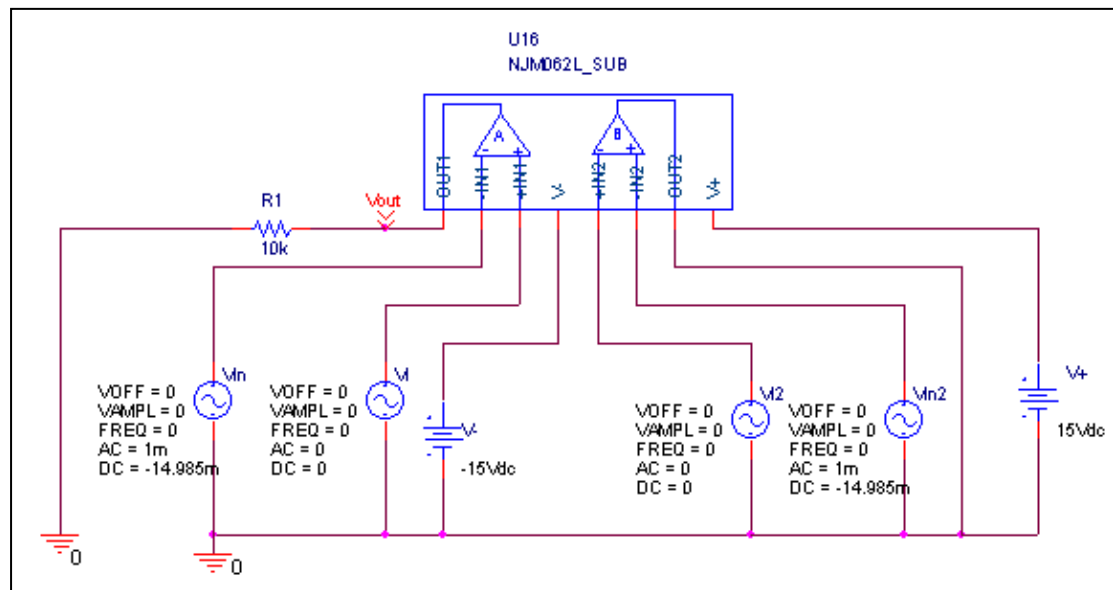 U16
NJM062L_SUB
A
B
- +
- +
OUT1
-IN1
+IN1
V-
+IN2
-IN2
OUT2
V+
R1
10k
Vout
Vin
VOFF = 0
VAMPL = 0
FREQ = 0
AC = 1m
DC = -14.985m
VI
VOFF = 0
VAMPL = 0
FREQ = 0
AC = 0
DC = 0
V-
-15Vdc
VI2
VOFF = 0
VAMPL = 0
FREQ = 0
AC = 0
DC = 0
Vin2
VOFF = 0
VAMPL = 0
FREQ = 0
AC = 1m
DC = -14.985m
V+
15Vdc
0
0